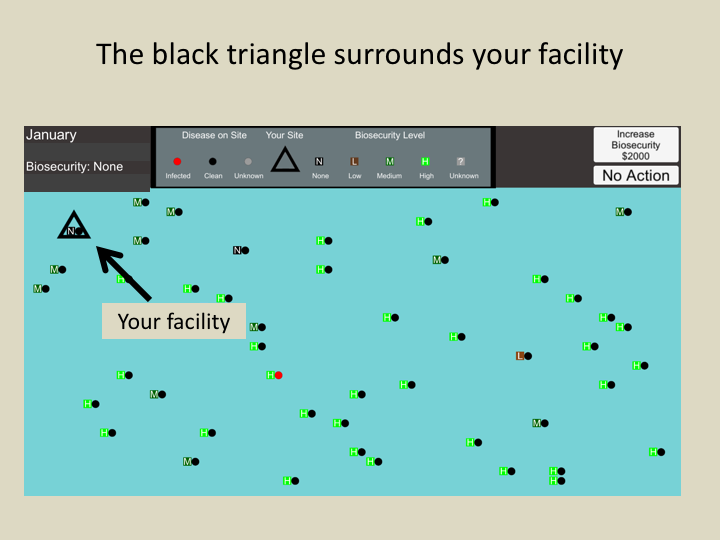 The black triangle surrounds your facility
January
Biosecurity: None
Disease on Site
Your Site
Biosecurity Level
N L M H ?
Infected Clean Unknown
None Low Medium High Unknown
Increase
Biosecurity
$2000
No Action
M H
M M
H
N
M H
N
M
M H
H H
M H
H H
H H
Your facility
M H
H
H H
L
H
H H
H H
M H
H
H
H M
H H
H
H H
M H
H H
H H